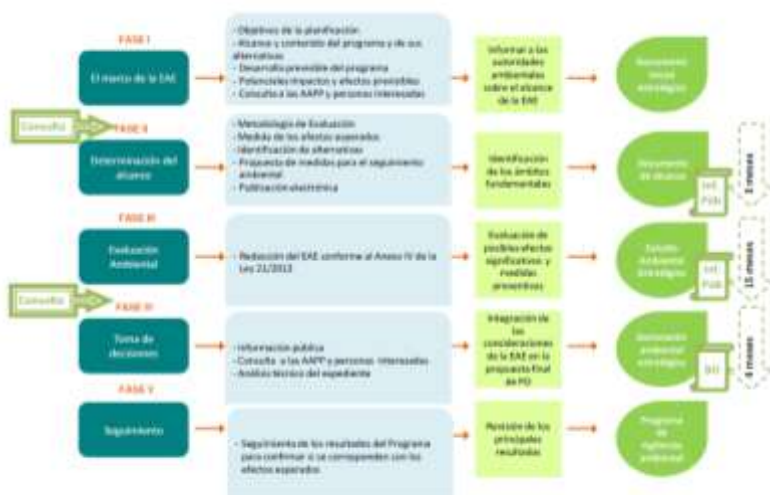 FASE I
El marco de la EAE
- Objetivos de la planificación
- Alcance y contenido del programa y de sus
alternativas
- Desarrollo previsible del programa
- Potenciales impactos y efectos previsibles
- Consulta a las AAPP y personas interesadas
Informar a las
autoridades
ambientales
sobre el alcance
de la EAE
Documento
inicial
estratégico
Consulta
FASE II
Determinación del
alcance
- Metodología de Evaluación
- Medida de los efectos esperados
- Identificación de alternativas
- Propuesta de medidas para el seguimiento
ambiental
- Publicación electrónica
Identificación
de los ámbitos
fundamentales
Documento
de alcance
Inf.
Púb
3 meses
FASE III
Evaluación
Ambiental
- Redacción del EAE conforme al Anexo IV de la
Ley 21/2013
Evaluación de
posibles efectos
significativos y
medidas
preventivas
Estudio
Ambiental
Estratégico
Inf.
Púb
15 meses
Consulta
FASE IV
Toma de
decisiones
- Información pública
- Consulta a las AAPP y personas interesadas
- Análisis técnico del expediente
Integración de
las
consideraciones
de la EAE en la
propuesta final
de PO
ambiental
estratégica
4 meses
FASE V
Seguimiento
- Seguimiento de los resultados del Programa
para confirmar si se corresponden con los
efectos esperados
Revisión de los
principales
resultados
Programa
de
vigilancia
ambiental